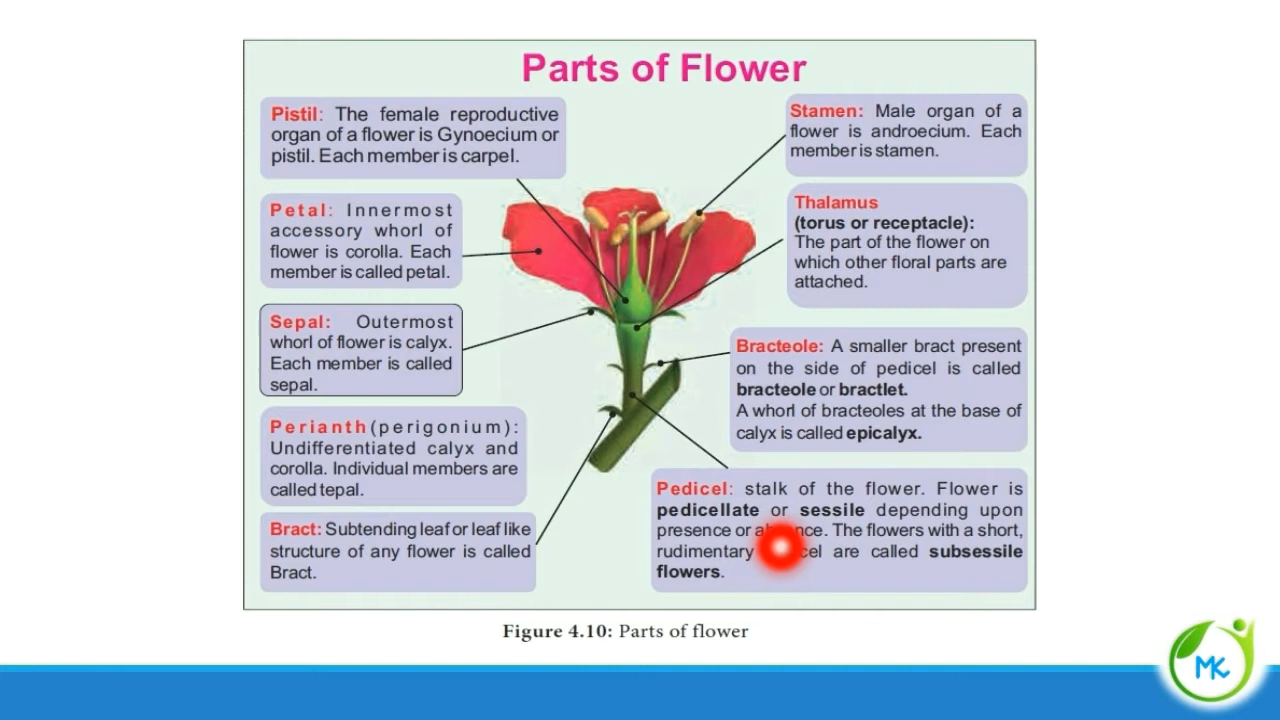 Parts of Flower
Pistil: The female reproductive
organ of a flower is Gynoecium or
pistil. Each member is carpel.
Petal: Innermost
accessory whorl of
flower is corolla. Each
member is called petal.
Sepal: Outermost
whorl of flower is calyx.
Each member is called
sepal.
Perianth (perigonium):
Undifferentiated calyx and
corolla. Individual members are
called tepal.
Bract: Subtending leaf or leaf like
structure of any flower is called
Bract.
Stamen: Male organ of a
flower is androecium. Each
member is stamen.
Thalamus
(torus or receptacle):
The part of the flower on
which other floral parts are
attached.
Bracteole: A smaller bract present
on the side of pedicel is called
bracteole or bractlet.
A whorl of bracteoles at the base of
calyx is called epicalyx.
Pedicel: stalk of the flower. Flower is
pedicellate or sessile depending upon
presence or The flowers with a short,
rudimentary are called subsessile
flowers.
Figure 4.10: Parts of flower
MK